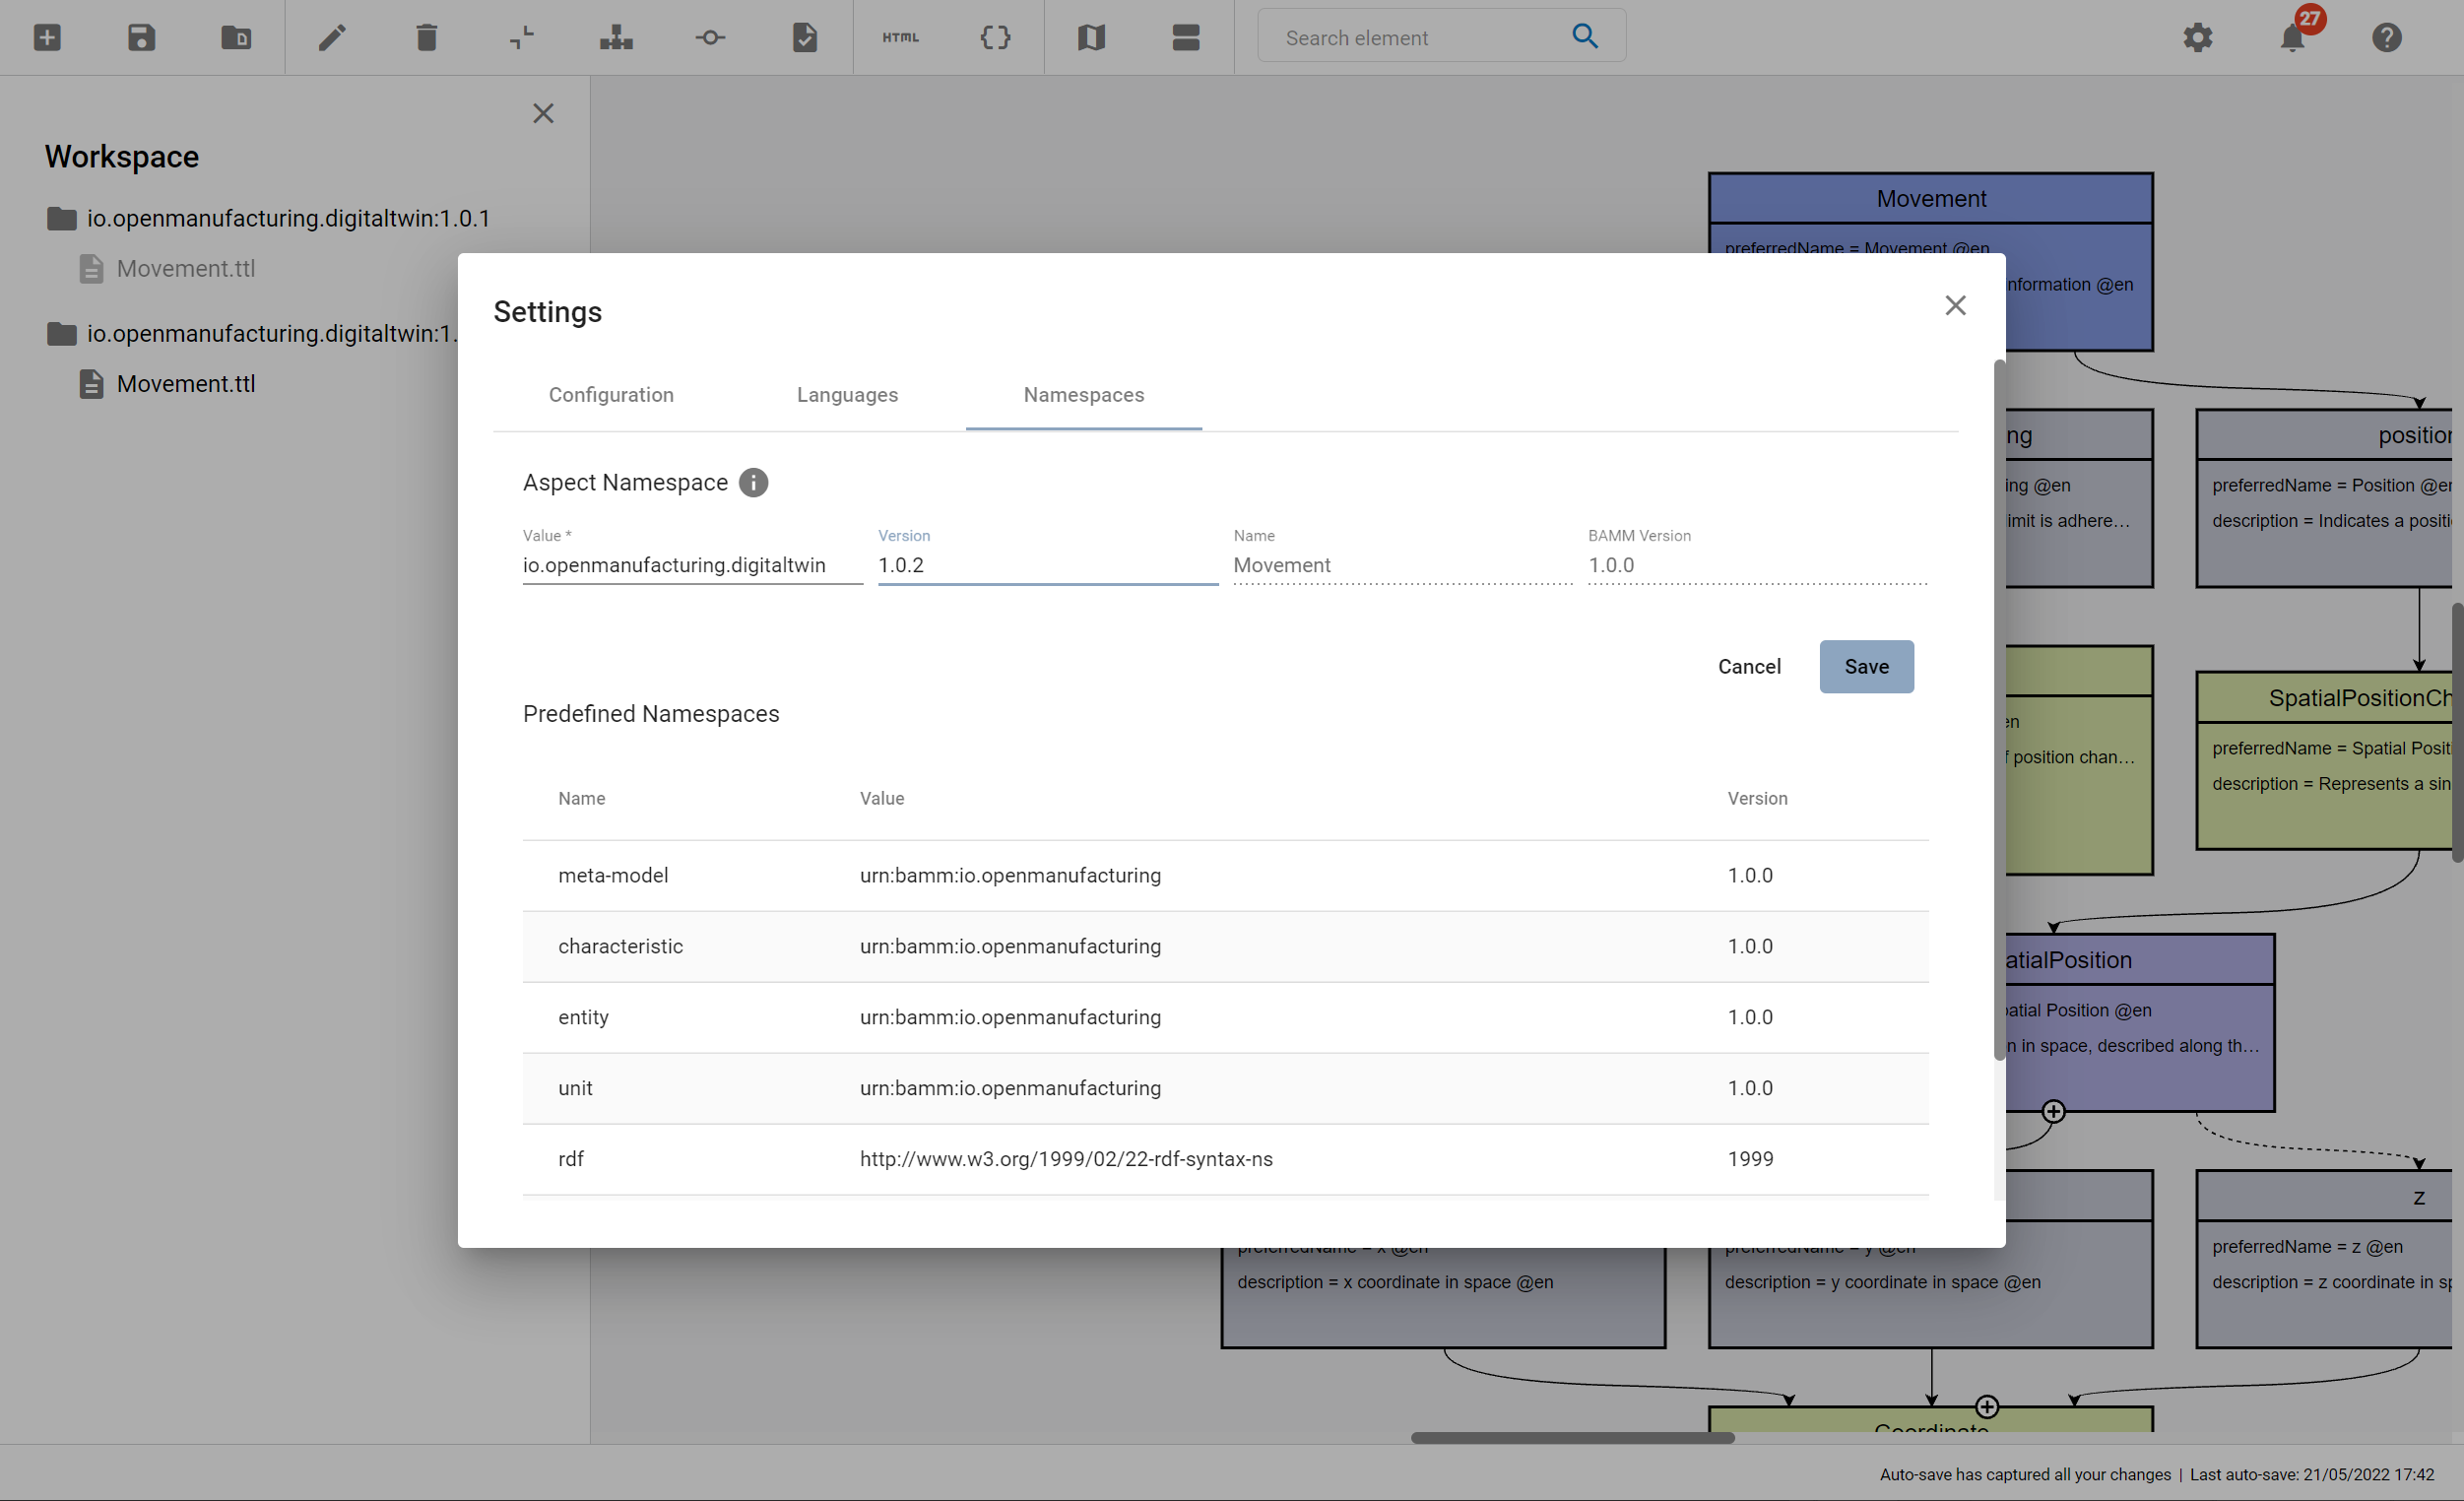 HTML
Search element
27
Workspace
io.openmanufacturing.digitaltwin:1.0.1
Movement.ttl
io.openmanufacturing.digitaltwin:1.
Movement.ttl
Movement
preferredName = Movement @en
nformation @en
Settings
Configuration
Languages
Namespaces
Aspect Namespace
Value *
Version
Name
BAMM Version
io.openmanufacturing.digitaltwin
1.0.2
Movement
1.0.0
Cancel
Save
Predefined Namespaces
Name
Value
Version
meta-model
urn:bamm:io.openmanufacturing
1.0.0
characteristic
urn:bamm:io.openmanufacturing
1.0.0
entity
urn:bamm:io.openmanufacturing
1.0.0
unit
urn:bamm:io.openmanufacturing
1.0.0
rdf
http://www.w3.org/1999/02/22-rdf-syntax-ns
1999
ng
ing @en
imit is adhere...
position
preferredName = Position @en
description = Indicates a positi
en
f position chan...
SpatialPositionCh
preferredName = Spatial Posit
description = Represents a sin
atialPosition
patial Position @en
n in space, described along th...
preferredName = x @en
description = x coordinate in space @en
preferredName = y @en
description = y coordinate in space @en
z
preferredName = z @en
description = z coordinate in sp
Coordinate
Auto-save has captured all your changes | Last auto-save: 21/05/2022 17:42